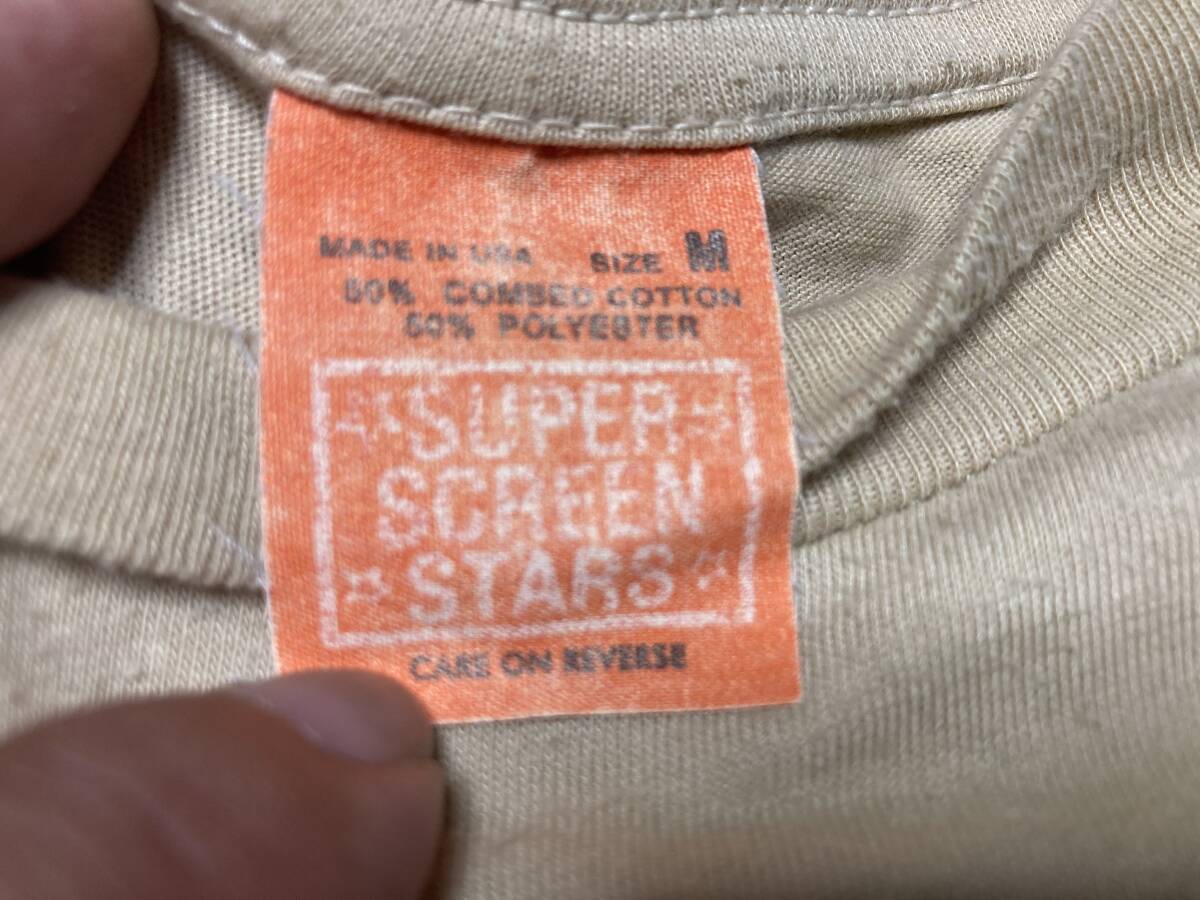 MADE IN USA SIZE M
50% COMBED COTTON
50% POLYESTER
SUPER
SCREEN
STARS
CARE ON REVERSE